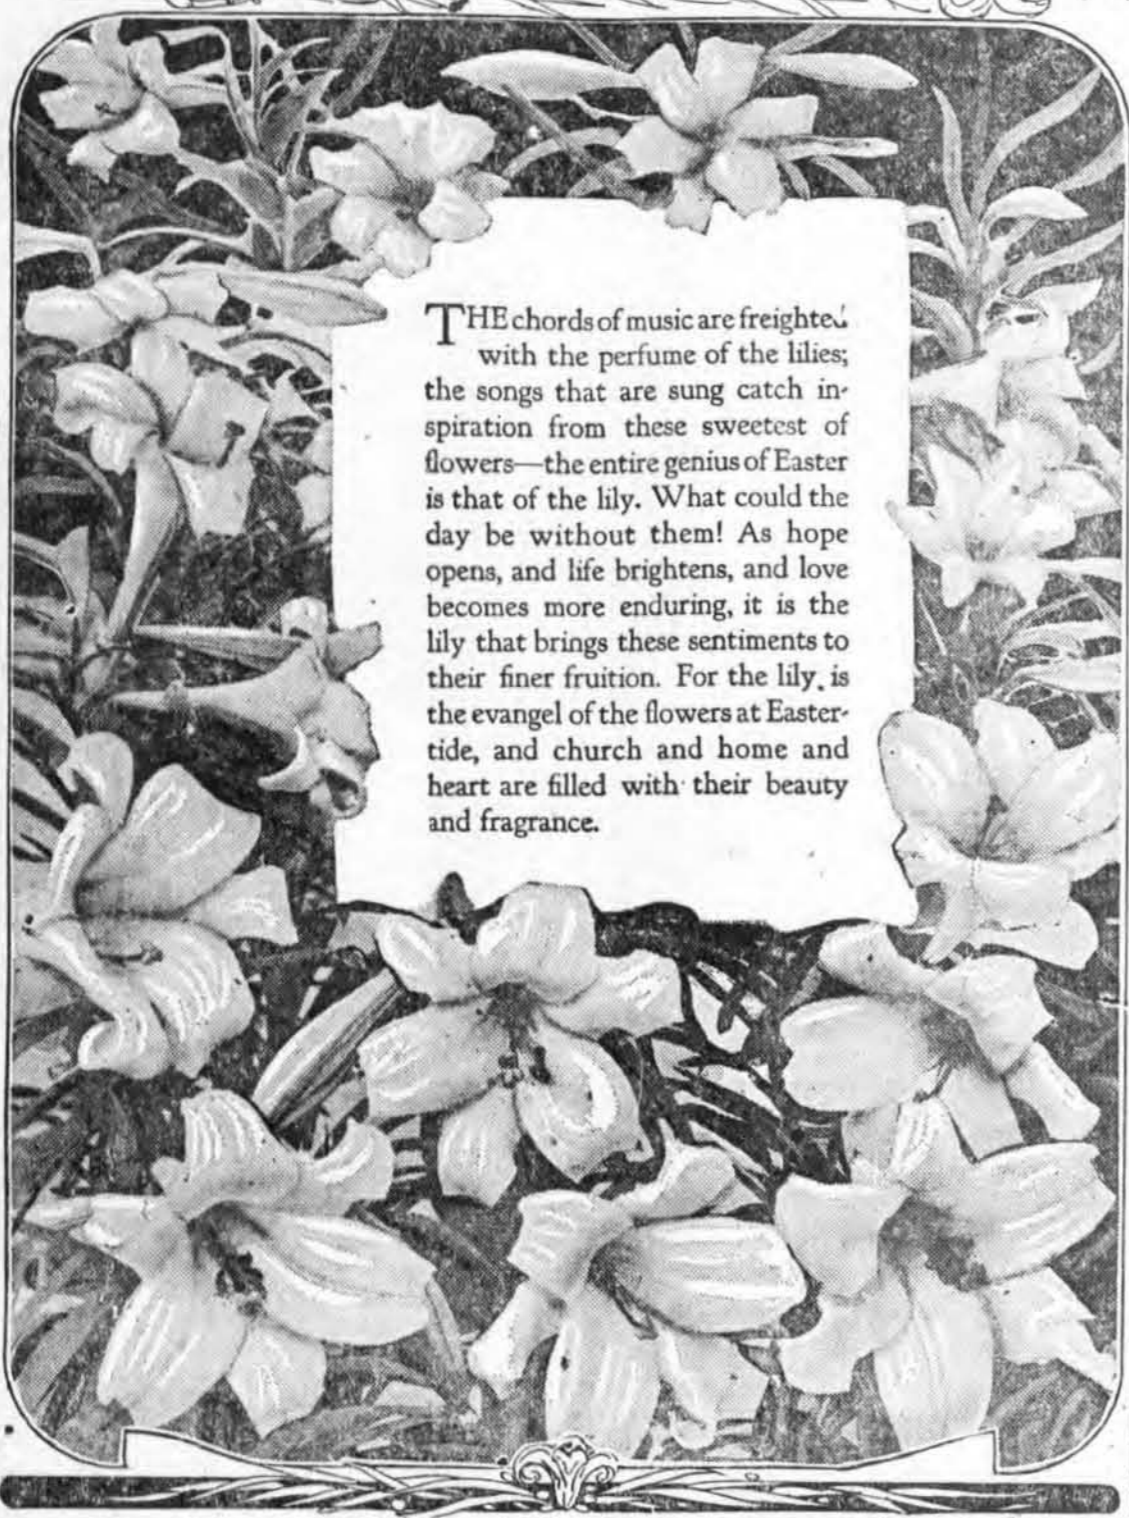 THE chords of music are freighted
with the perfume of the lilies;
the songs that are sung catch in-
spiration from these sweetest of
flowers—the entire genius of Easter
is that of the lily. What could the
day be without them! As hope
opens, and life brightens, and love
becomes more enduring, it is the
lily that brings these sentiments to
their finer fruition. For the lily is
the evangel of the flowers at Easter-
tide, and church and home and
heart are filled with their beauty
and fragrance.